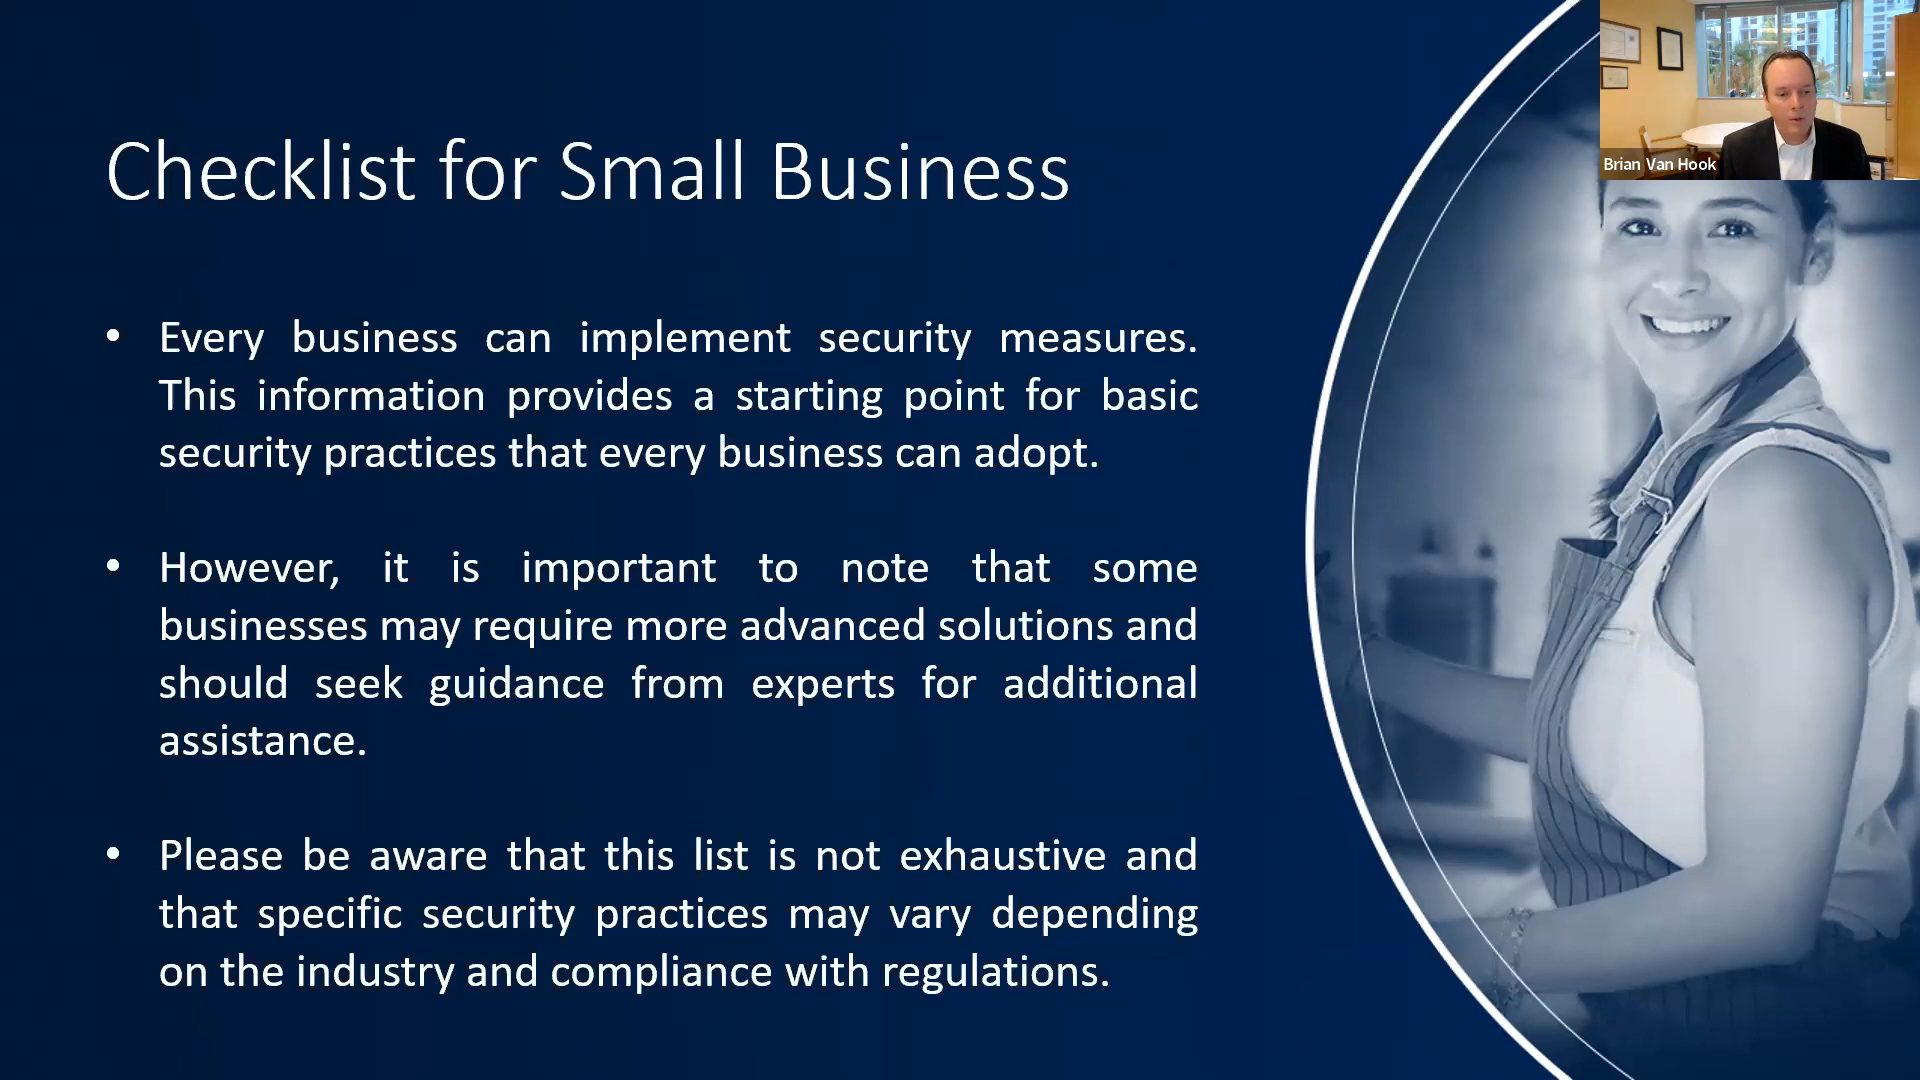 Checklist for Small Business
• Every business can implement security measures.
This information provides a starting point for basic
security practices that every business can adopt.
• However, it is important to note that some
businesses may require more advanced solutions and
should seek guidance from experts for additional
assistance.
• Please be aware that this list is not exhaustive and
that specific security practices may vary depending
on the industry and compliance with regulations.
Brian Van Hook